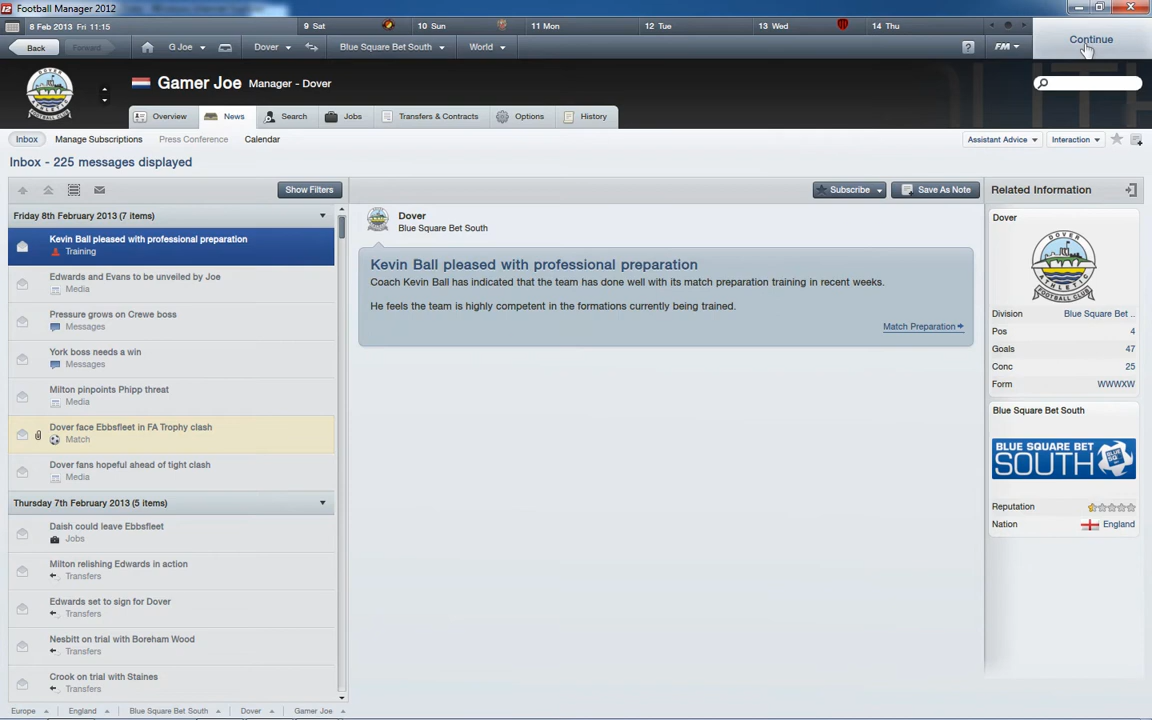 Football Manager 2012
8 Feb 2013 Fri 11:15
9 Sat
10 Sun
11 Mon
12 Tue
13 Wed
14 Thu
Back
Forward
G Joe
Dover
Blue Square Bet South
World
?
FM
Continue
Gamer Joe Manager - Dover
Overview
News
Search
Jobs
Transfers & Contracts
Options
History
Inbox
Manage Subscriptions
Press Conference
Calendar
Assistant Advice
Interaction
Inbox - 225 messages displayed
Show Filters
Subscribe
Save As Note
Related Information
Friday 8th February 2013 (7 items)
Kevin Ball pleased with professional preparation
Training
Edwards and Evans to be unveiled by Joe
Media
Pressure grows on Crewe boss
Messages
York boss needs a win
Messages
Milton pinpoints Phipp threat
Media
Dover face Ebbsfleet in FA Trophy clash
Match
Dover fans hopeful ahead of tight clash
Media
Thursday 7th February 2013 (5 items)
Daish could leave Ebbsfleet
Jobs
Milton relishing Edwards in action
Transfers
Edwards set to sign for Dover
Transfers
Nesbitt on trial with Boreham Wood
Transfers
Crook on trial with Staines
Transfers
Dover
Blue Square Bet South
Kevin Ball pleased with professional preparation
Coach Kevin Ball has indicated that the team has done well with its match preparation training in recent weeks.
He feels the team is highly competent in the formations currently being trained.
Match Preparation
Dover
DOVER ATHLETIC
FOOTBALL CLUB
Division Blue Square Bet ..
Pos 4
Goals 47
Conc 25
Form WWWXW
Blue Square Bet South
BLUE SQUARE BET
SOUTH
Reputation
Nation England
Europe
England
Blue Square Bet South
Dover
Gamer Joe